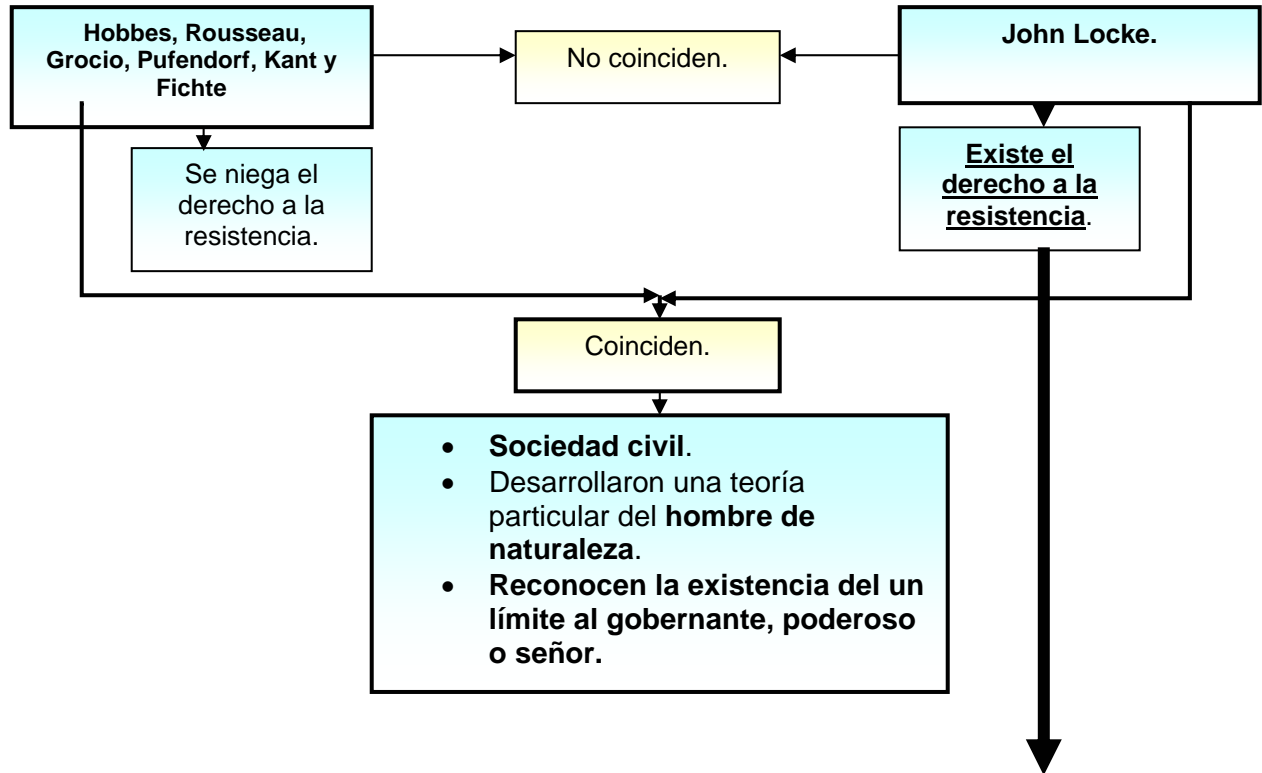 Hobbes, Rousseau,
Grocio, Pufendorf, Kant y
Fichte
No coinciden.
John Locke.
Se niega el
derecho a la
resistencia.
Existe el
derecho a la
resistencia.
Coinciden.
• Sociedad civil.
• Desarrollaron una teoría
particular del hombre de
naturaleza.
• Reconocen la existencia del un
límite al gobernante, poderoso
o señor.